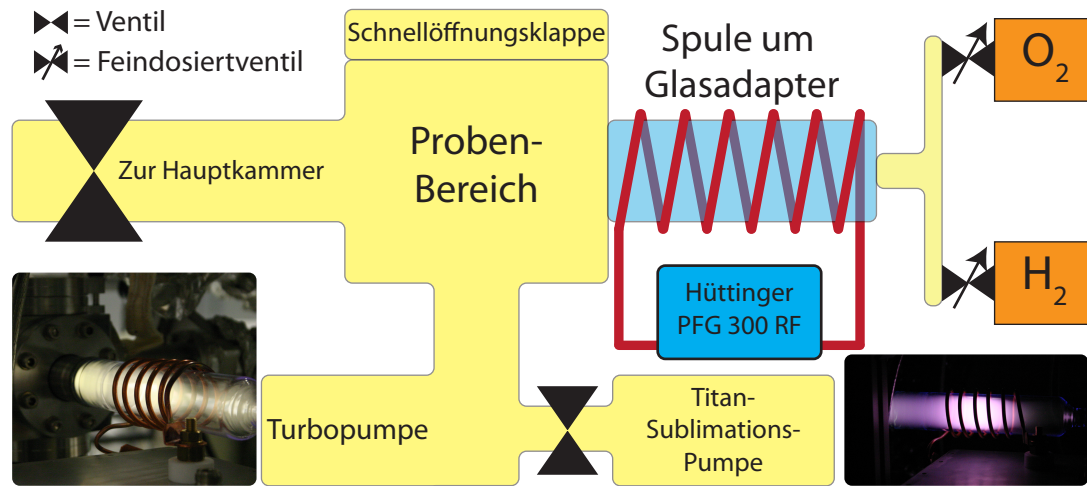 = Ventil
= Feindosiertventil
Schnellöffnungsklappe
Spule um
Glasadapter
O2
Zur Hauptkammer
Proben-
Bereich
Hüttinger
PFG 300 RF
H2
Turbopumpe
Titan-
Sublimations-
Pumpe